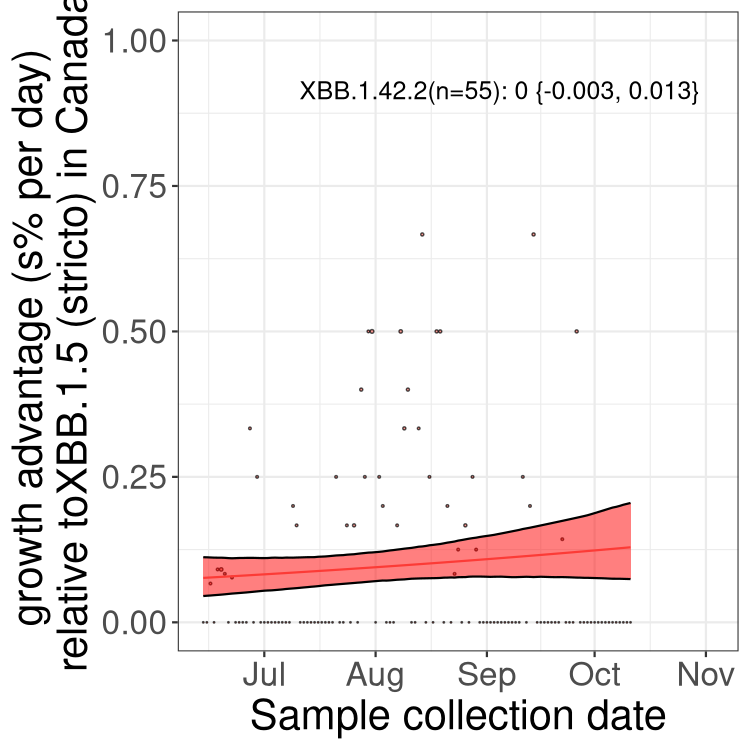 growth advantage (s% per day)
relative toXBB.1.5 (stricto) in Canada
1.00
0.75
0.50
0.25
0.00
XBB.1.42.2(n=55): 0 {-0.003, 0.013}
Jul Aug Sep Oct Nov
Sample collection date